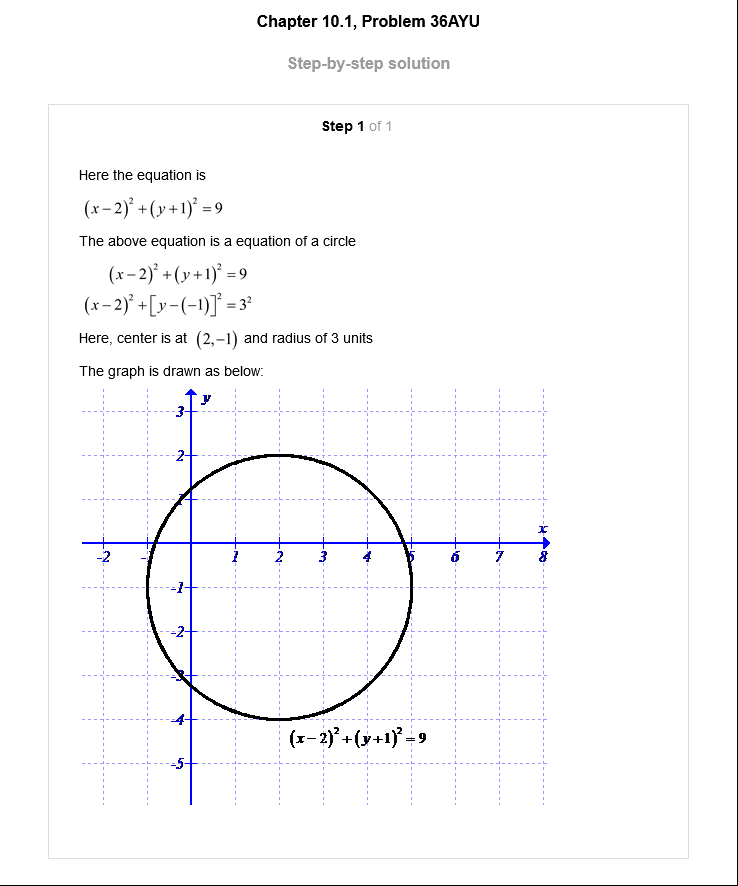 Chapter 10.1, Problem 36AYU
Step-by-step solution
Step 1 of 1
Here the equation is
(x−2)²+(y+1)²=9
The above equation is a equation of a circle
(x−2)²+(y+1)²=9
(x−2)²+[y−(−1)]²=3²
Here, center is at (2,−1) and radius of 3 units
The graph is drawn as below:
y
3
2
1
x
-2 -1 1 2 3 4 5 6 7 8
-1
-2
-3
-4
(x−2)²+(y+1)²=9
-5